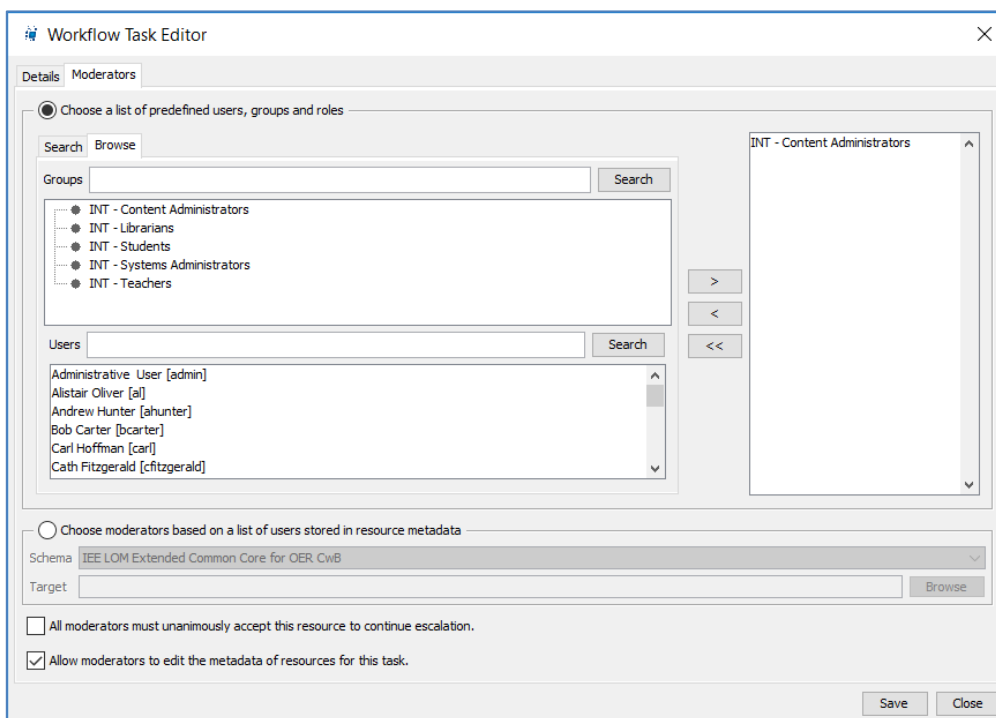 Workflow Task Editor
Details Moderators
Choose a list of predefined users, groups and roles
Search Browse
Groups Search
INT - Content Administrators
INT - Librarians
INT - Students
INT - Systems Administrators
INT - Teachers
Users Search
Administrative User [admin]
Alistair Oliver [al]
Andrew Hunter [ahunter]
Bob Carter [bcarter]
Carl Hoffman [carl]
Cath Fitzgerald [cfitzgerald]
>
<
<<
INT - Content Administrators
Choose moderators based on a list of users stored in resource metadata
Schema IEE LOM Extended Common Core for OER CwB
Target Browse
All moderators must unanimously accept this resource to continue escalation.
Allow moderators to edit the metadata of resources for this task.
Save Close